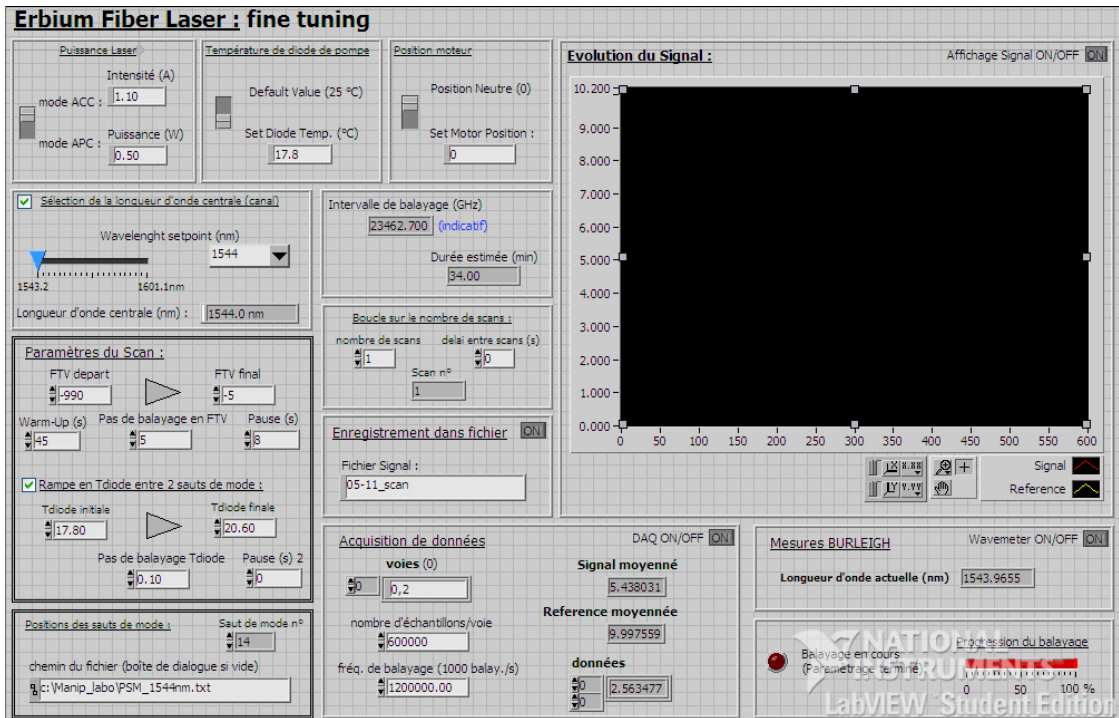 Erbium Fiber Laser : fine tuning
Puissance Laser
Intensité (A)
mode ACC :
1.10
mode APC :
Puissance (W)
0.50
Température de diode de pompe
Default Value (25 °C)
Set Diode Temp. (°C)
17.8
Position moteur
Position Neutre (0)
Set Motor Position :
0
Sélection de la longueur d'onde centrale (canal)
Wavelenght setpoint (nm)
1544
1543.2 1601.1nm
Longueur d'onde centrale (nm) : 1544.0 nm
Intervalle de balayage (GHz)
23462.700 (indicatif)
Durée estimée (min)
34.00
Boucle sur le nombre de scans :
nombre de scans delai entre scans (s)
1 0
Scan n°
1
Paramètres du Scan :
FTV depart FTV final
-990 -5
Warm-Up (s) Pas de balayage en FTV Pause (s)
45 5 8
Rampe en Tdiode entre 2 sauts de mode :
Tdiode initiale Tdiode finale
17.80 20.60
Pas de balayage Tdiode Pause (s) 2
0.10 0
Enregistrement dans fichier ON
Fichier Signal :
05-11_scan
Positions des sauts de mode : Saut de mode n°
14
chemin du fichier (boîte de dialogue si vide)
c:\Manip_labo\PSM_1544nm.txt
Acquisition de données DAQ ON/OFF ON
voies (0)
0 0,2
nombre d'échantillons/voie
600000
fréq. de balayage (1000 balay./s)
1200000.00
Signal moyenné
5.438031
Reference moyennée
9.997559
données
0
0
2.563477
Evolution du Signal : Affichage Signal ON/OFF ON
10.200
9.000
8.000
7.000
6.000
5.000
4.000
3.000
2.000
1.000
0.000
0 50 100 150 200 250 300 350 400 450 500 550 600
X X.XX
Y Y.YY
Signal
Reference
Mesures BURLEIGH Wavemeter ON/OFF ON
Longueur d'onde actuelle (nm) 1543.9655
Balayage en cours
(Paramétrage terminé)
Progression du balayage
0 50 100 %
NATIONAL
INSTRUMENTS
LabVIEW™ Student Edition